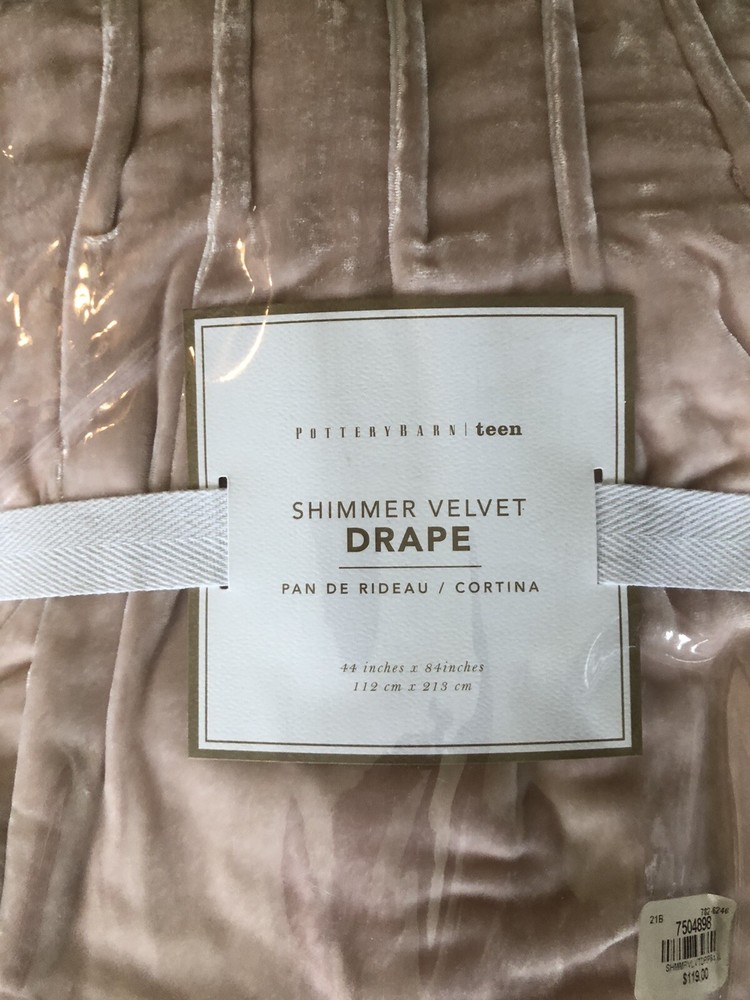 POTTERYBARN | teen
SHIMMER VELVET
DRAPE
PAN DE RIDEAU / CORTINA
44 inches x 84inches
112 cm x 213 cm
21B
7504898
$119.00